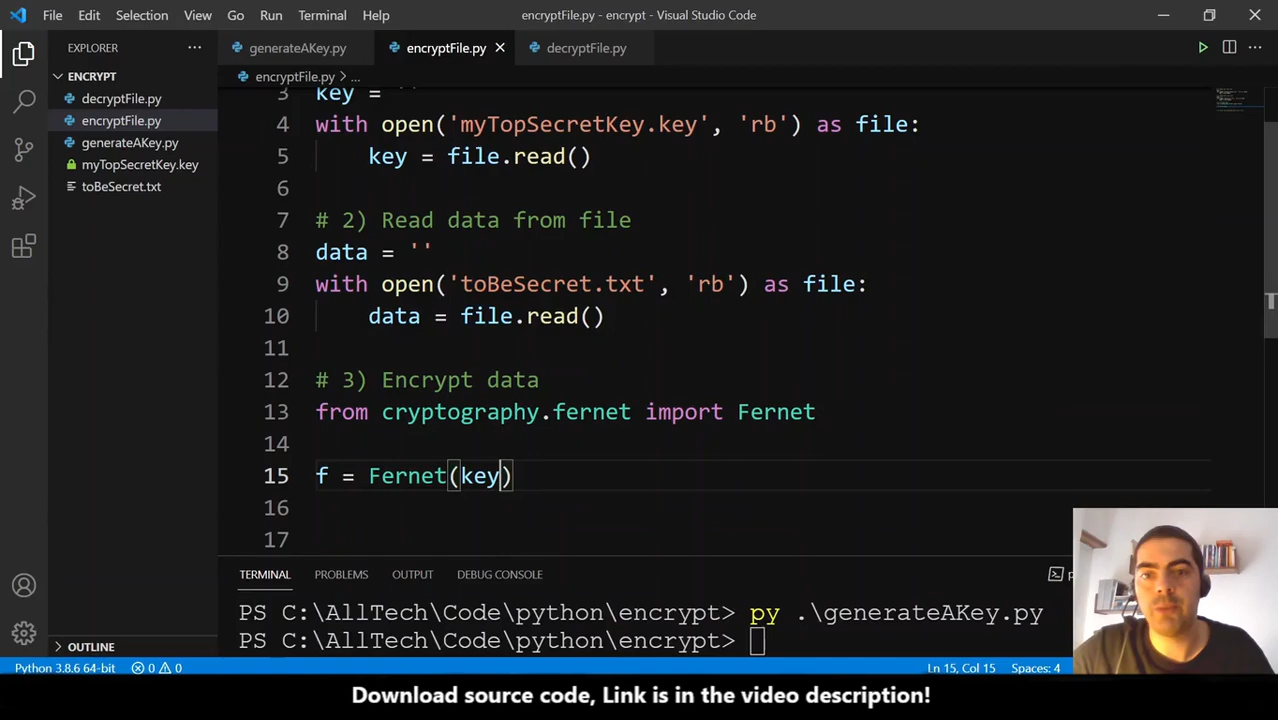 File Edit Selection View Go Run Terminal Help encryptFile.py - encrypt - Visual Studio Code
EXPLORER ··· generateAKey.py encryptFile.py decryptFile.py
ENCRYPT encryptFile.py > ...
decryptFile.py
encryptFile.py
generateAKey.py
myTopSecretKey.key
toBeSecret.txt
3 key = ''
4 with open('myTopSecretKey.key', 'rb') as file:
5 key = file.read()
6
7 # 2) Read data from file
8 data = ''
9 with open('toBeSecret.txt', 'rb') as file:
10 data = file.read()
11
12 # 3) Encrypt data
13 from cryptography.fernet import Fernet
14
15 f = Fernet(key)
16
17
TERMINAL PROBLEMS OUTPUT DEBUG CONSOLE
PS C:\AllTech\Code\python\encrypt> py .\generateAKey.py
PS C:\AllTech\Code\python\encrypt>
OUTLINE
Python 3.8.6 64-bit 0 0 Ln 15, Col 15 Spaces: 4
Download source code, Link is in the video description!